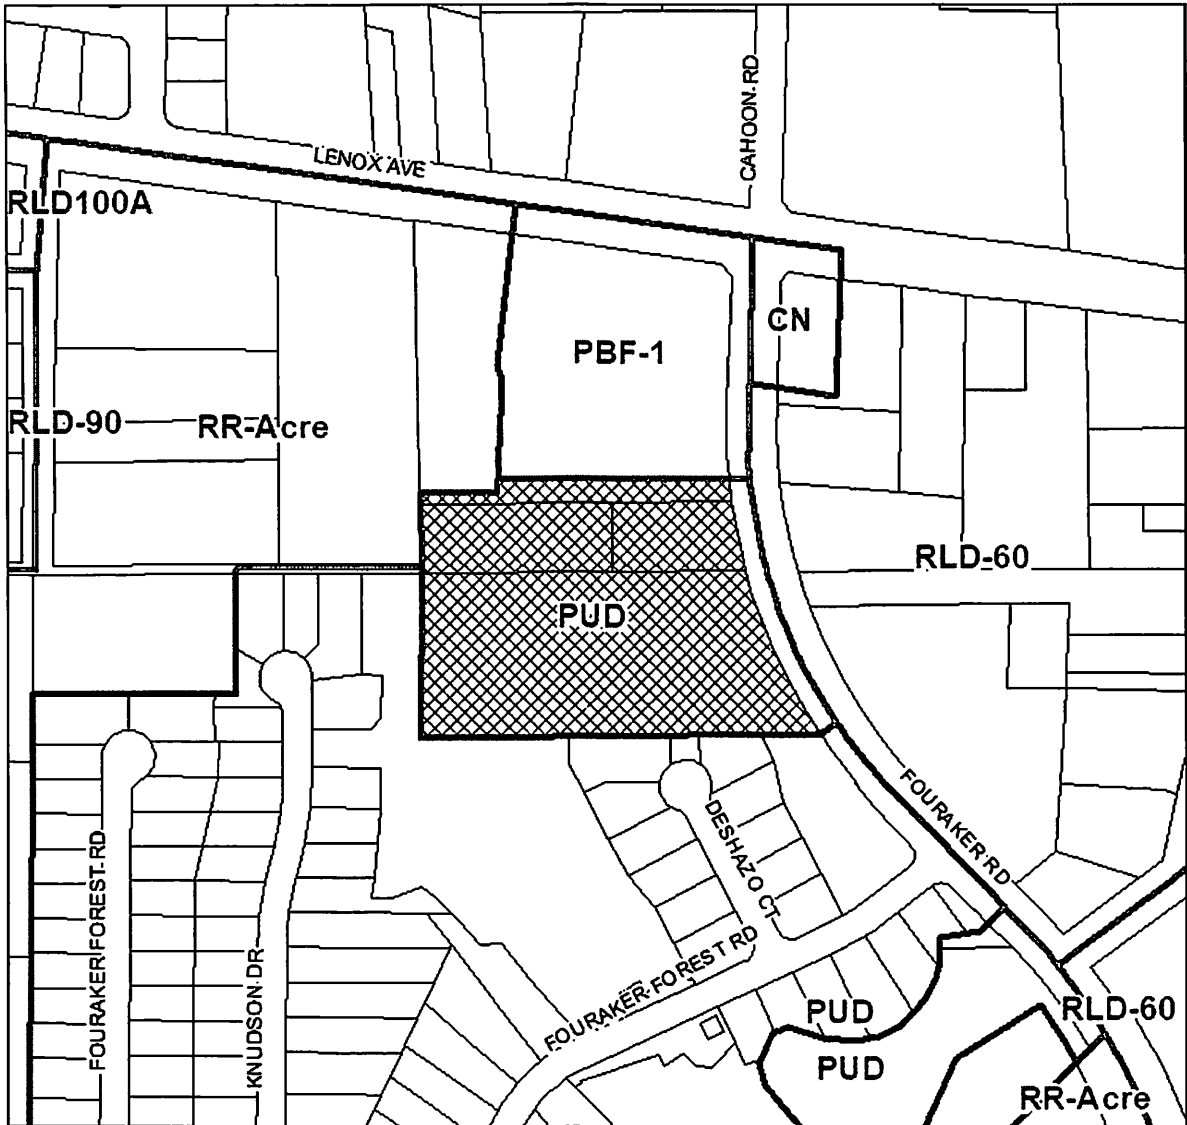 CAHOON RD
LENOX AVE
RLD100A
CN
PBF-1
RLD-90
RR-Acre
RLD-60
PUD
FOURAKER RD
DESHAZO CT
FOURAKER FOREST RD
KNUDSON DR
FOURAKER FOREST RD
PUD
RLD-60
PUD
RR-Acre